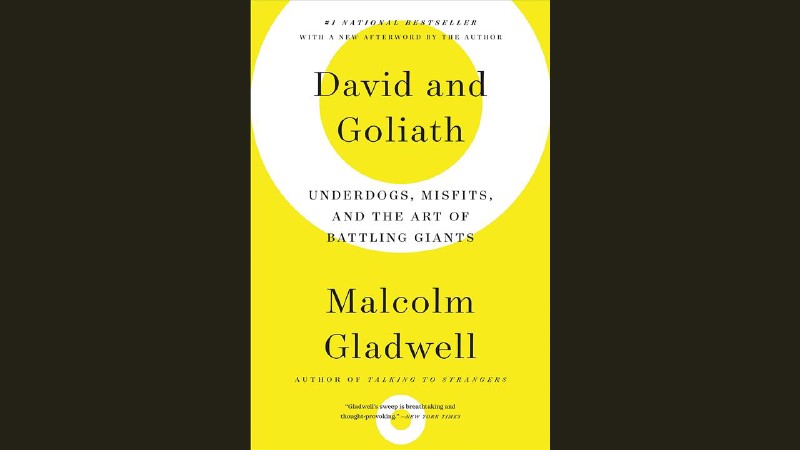 #1 NATIONAL BESTSELLER
WITH A NEW AFTERWORD BY THE AUTHOR
David and
Goliath
UNDERDOGS, MISFITS,
AND THE ART OF
BATTLING GIANTS
Malcolm
Gladwell
AUTHOR OF TALKING TO STRANGERS
"Gladwell's sweep is breathtaking and
thought-provoking." —NEW YORK TIMES